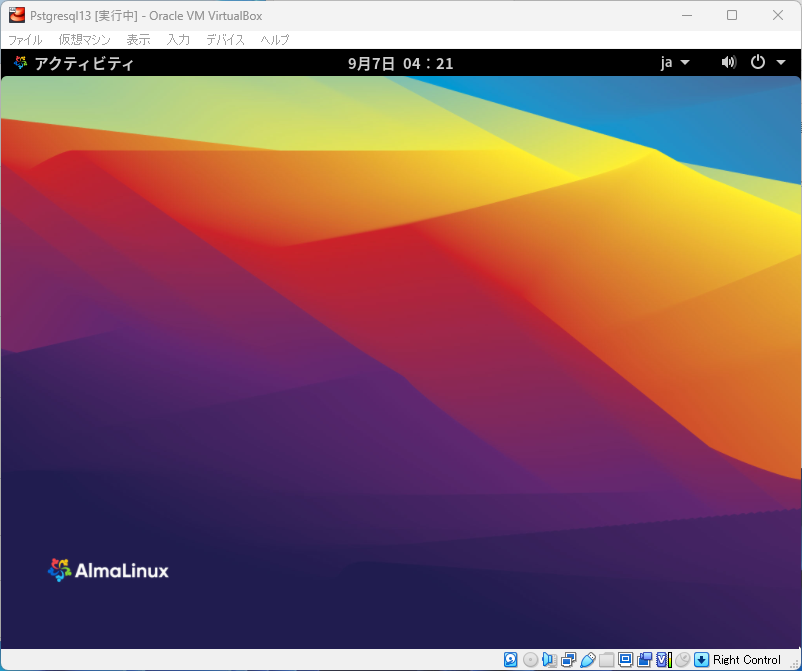 Pstgresql13 [実行中] - Oracle VM VirtualBox
ファイル 仮想マシン 表示 入力 デバイス ヘルプ
アクティビティ 9月7日 04：21 ja
AlmaLinux
Right Control